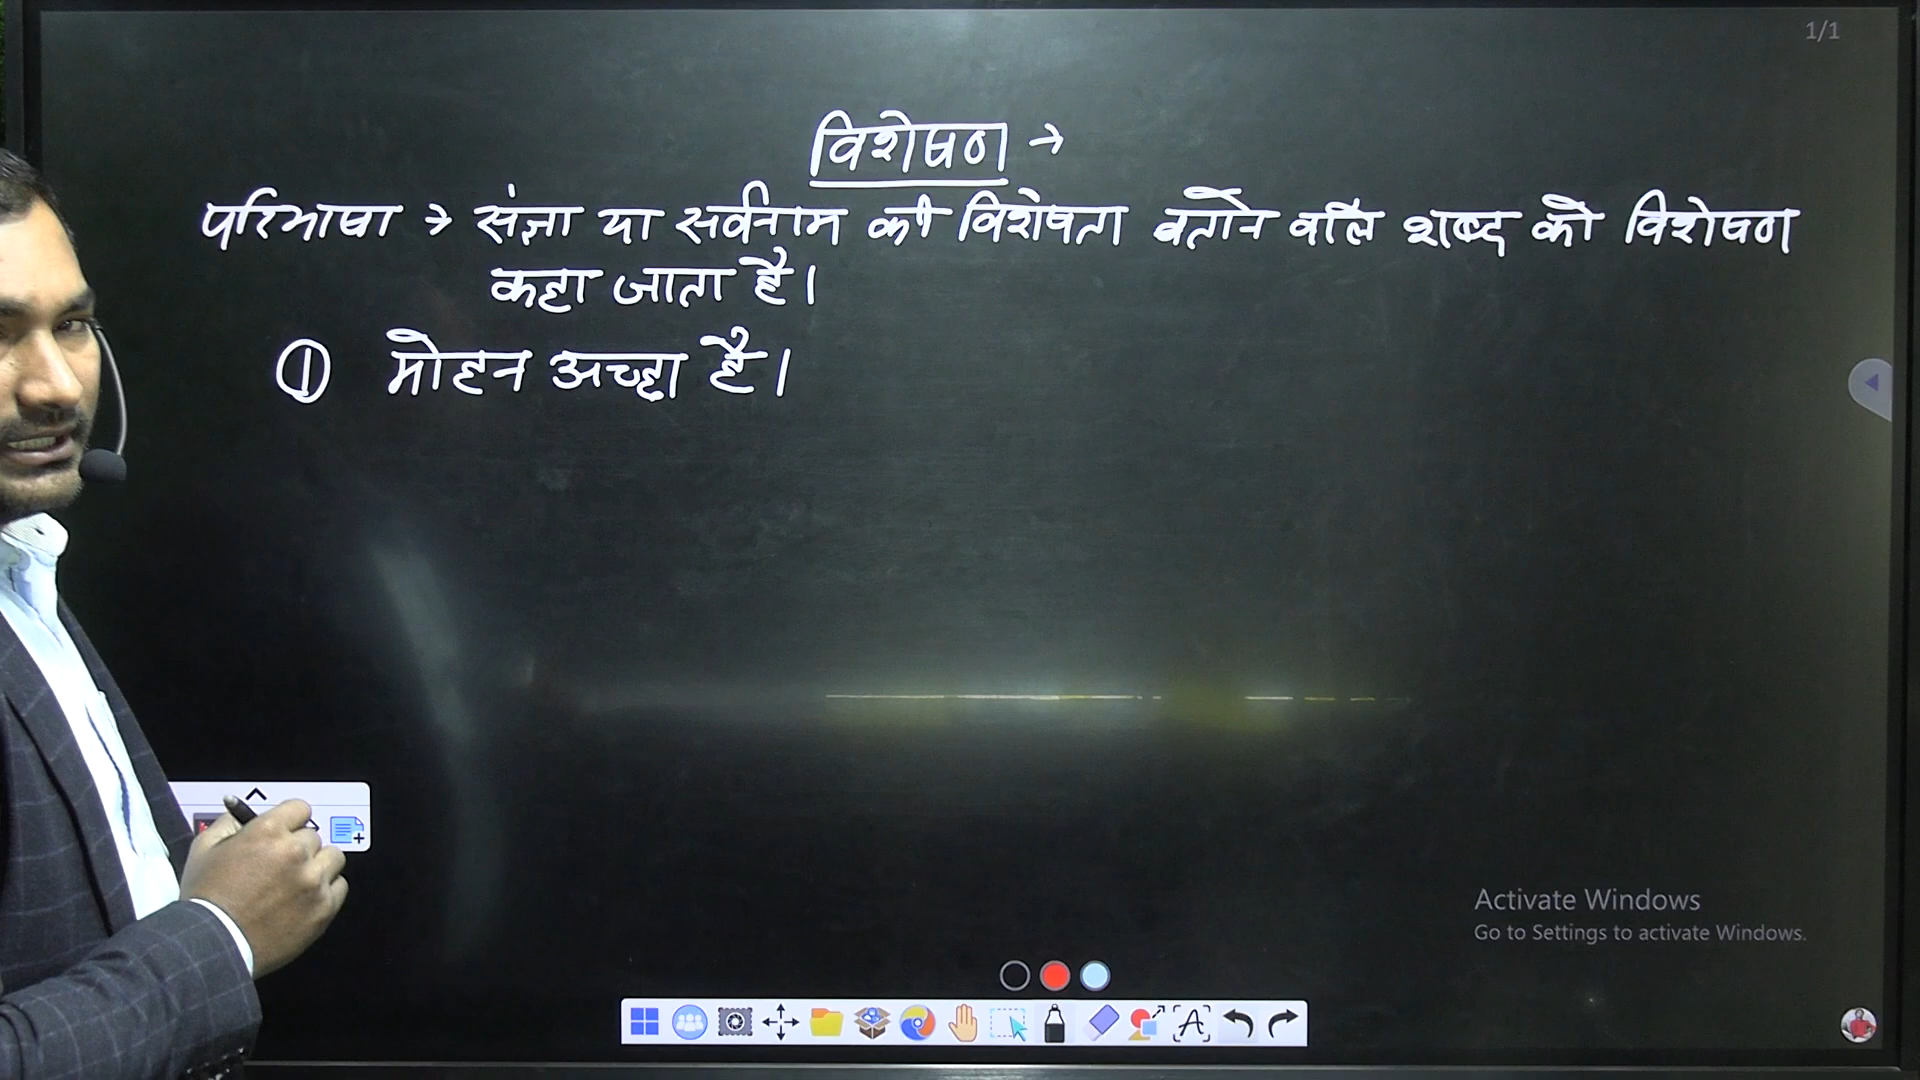 1/1
विशेषण →
परिभाषा → संज्ञा या सर्वनाम की विशेषता बताने वाले शब्द को विशेषण
कहा जाता है।
① मोहन अच्छा है।
Activate Windows
Go to Settings to activate Windows.